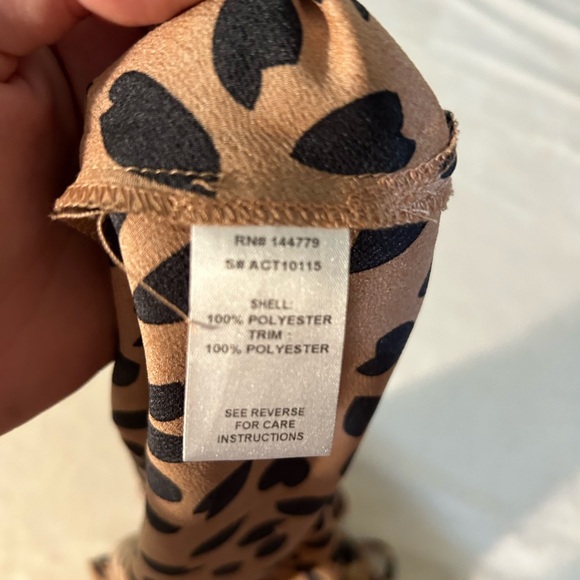 RN# 144779
S# ACT10115
SHELL:
100% POLYESTER
TRIM :
100% POLYESTER
SEE REVERSE
FOR CARE
INSTRUCTIONS